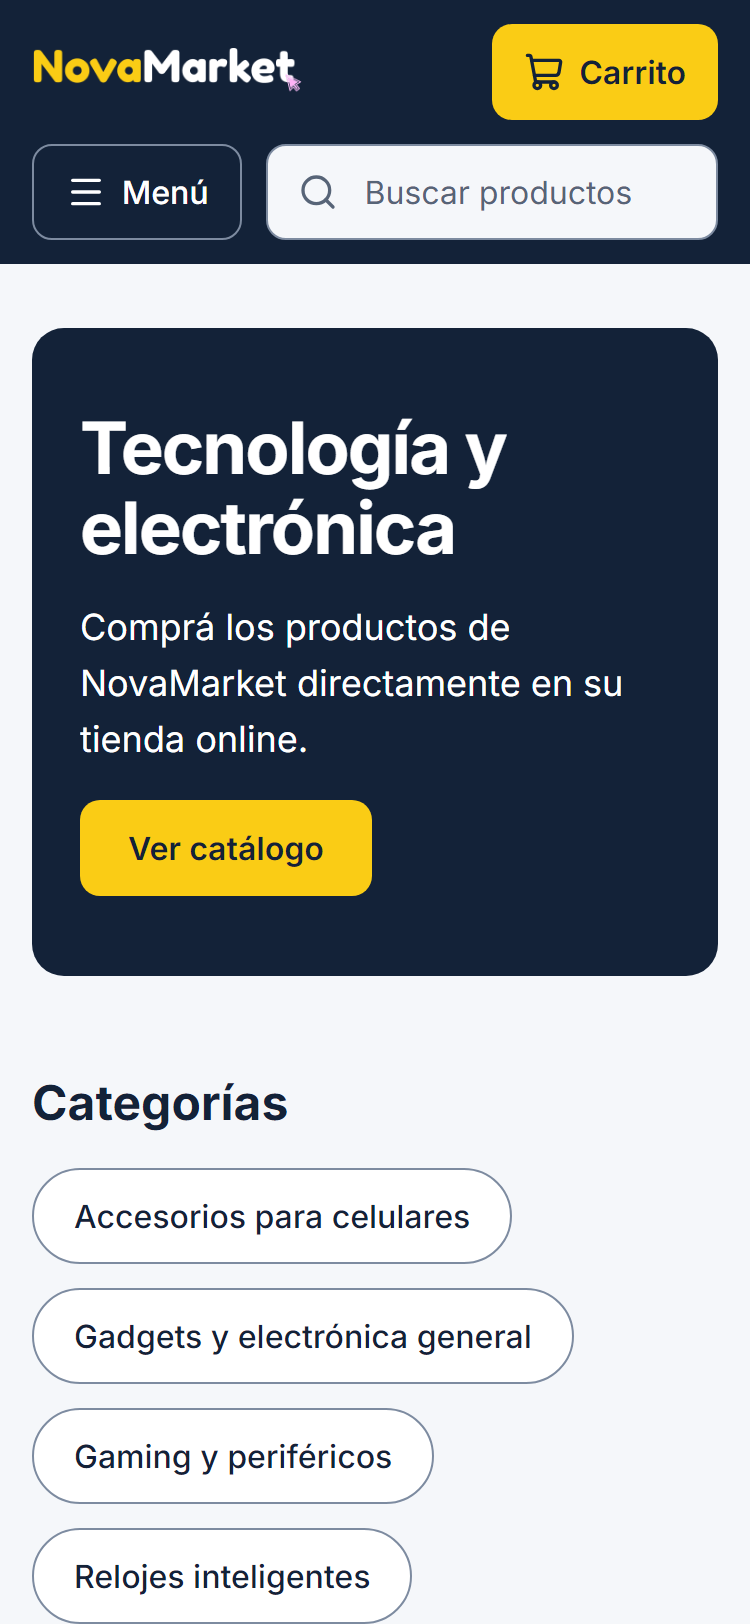 NovaMarket
Carrito
Menú
Buscar productos
Tecnología y
electrónica
Comprá los productos de
NovaMarket directamente en su
tienda online.
Ver catálogo
Categorías
Accesorios para celulares
Gadgets y electrónica general
Gaming y periféricos
Relojes inteligentes